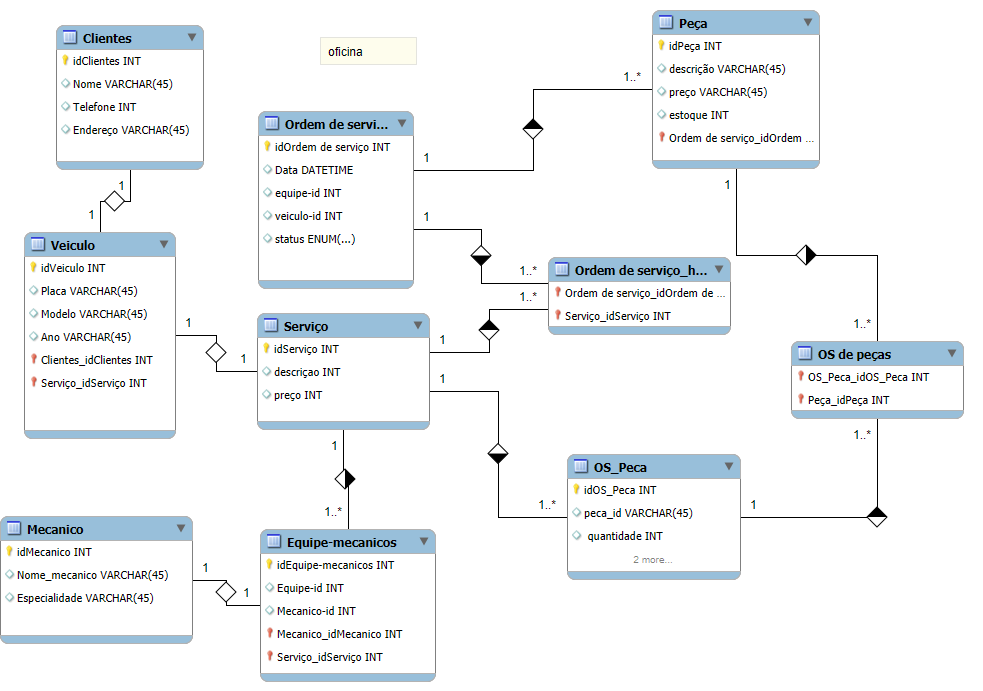 Clientes
idClientes INT
Nome VARCHAR(45)
Telefone INT
Endereço VARCHAR(45)
oficina
Peça
idPeça INT
descrição VARCHAR(45)
preço VARCHAR(45)
estoque INT
Ordem de serviço_idOrdem ...
1..*
Ordem de servi...
idOrdem de serviço INT
Data DATETIME
equipe-id INT
veiculo-id INT
status ENUM(...)
1
1
1
1
1
Veiculo
idVeiculo INT
Placa VARCHAR(45)
Modelo VARCHAR(45)
Ano VARCHAR(45)
Clientes_idClientes INT
Serviço_idServiço INT
1..*
1..*
Ordem de serviço_h...
Ordem de serviço_idOrdem de ...
Serviço_idServiço INT
1
1
Serviço
idServiço INT
descriçao INT
preço INT
1
1
1..*
OS de peças
OS_Peca_idOS_Peca INT
Peça_idPeça INT
1..*
1
1..*
1..*
OS_Peca
idOS_Peca INT
peca_id VARCHAR(45)
quantidade INT
2 more...
1
Mecanico
idMecanico INT
Nome_mecanico VARCHAR(45)
Especialidade VARCHAR(45)
1
1
Equipe-mecanicos
idEquipe-mecanicos INT
Equipe-id INT
Mecanico-id INT
Mecanico_idMecanico INT
Serviço_idServiço INT